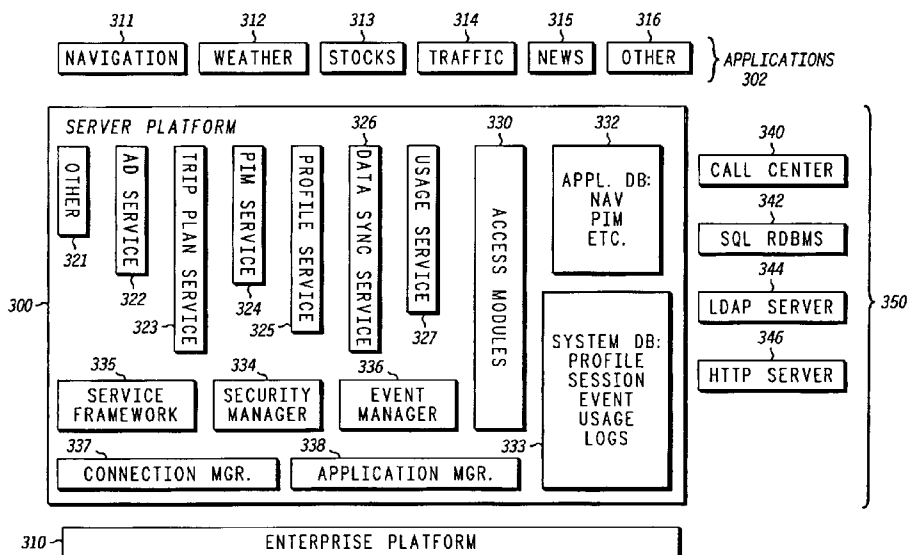 311 312 313 314 315 316
NAVIGATION WEATHER STOCKS TRAFFIC NEWS OTHER
APPLICATIONS
302
SERVER PLATFORM
326 330 332
OTHER
321
AD SERVICE
322
TRIP PLAN SERVICE
323
PIM SERVICE
324
PROFILE SERVICE
325
DATA SYNC SERVICE
USAGE SERVICE
327
ACCESS MODULES
APPL. DB:
NAV
PIM
ETC.
300
SYSTEM DB:
PROFILE
SESSION
EVENT
USAGE
LOGS
333
335 334 336
SERVICE
FRAMEWORK
SECURITY
MANAGER
EVENT
MANAGER
337 338
CONNECTION MGR. APPLICATION MGR.
340
CALL CENTER
342
SQL RDBMS
344
LDAP SERVER
346
HTTP SERVER
350
310 ENTERPRISE PLATFORM